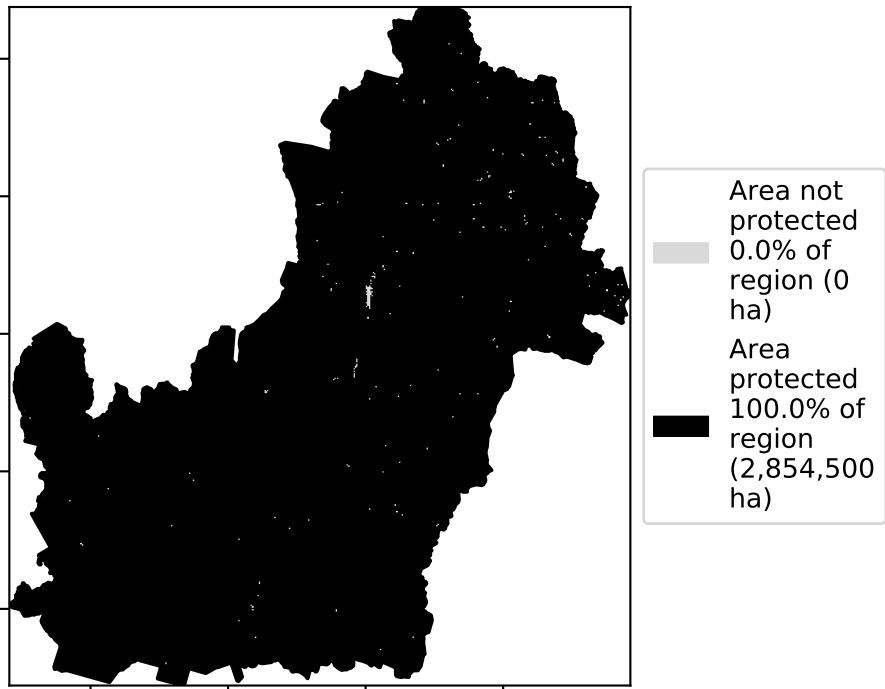 Area not
protected
0.0% of
region (0
ha)
Area
protected
100.0% of
region
(2,854,500
ha)